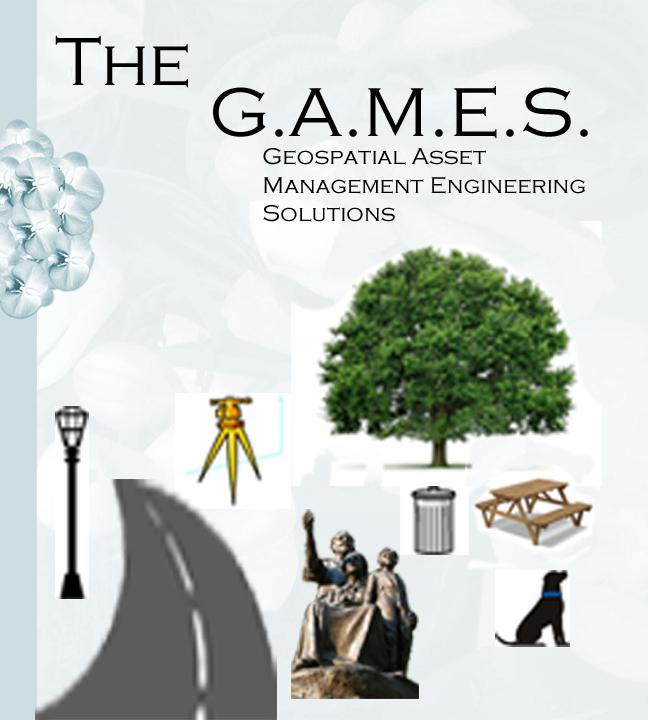 The
G.A.M.E.S.
Geospatial Asset
Management Engineering
Solutions